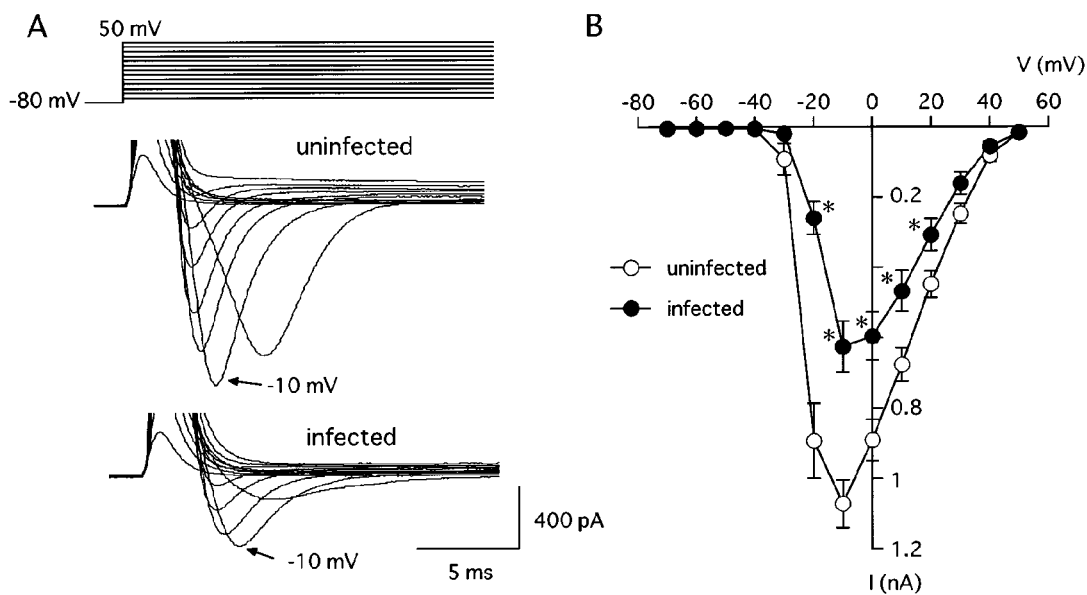 A
50 mV
-80 mV
uninfected
-10 mV
infected
-10 mV
400 pA
5 ms
B
V (mV)
-80 -60 -40 -20 0 20 40 60
0.2
uninfected
infected
* * * * *
0.8
1
1.2
I (nA)